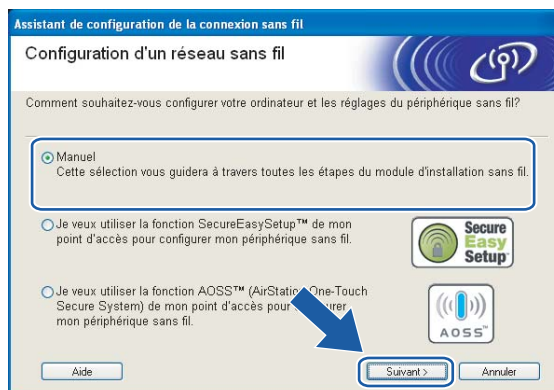 Assistant de configuration de la connexion sans fil
Configuration d'un réseau sans fil
Comment souhaitez-vous configurer votre ordinateur et les réglages du périphérique sans fil?
Manuel
Cette sélection vous guidera à travers toutes les étapes du module d'installation sans fil.
Je veux utiliser la fonction SecureEasySetup™ de mon
point d'accès pour configurer mon périphérique sans fil.
Secure
Easy
Setup
Je veux utiliser la fonction AOSS™ (AirStation One-Touch
Secure System) de mon point d'accès pour
mon périphérique sans fil.
AOSS™
Aide
Suivant >
Annuler